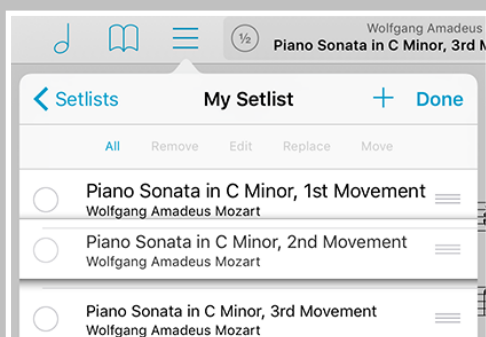 ½
Wolfgang Amadeus
Piano Sonata in C Minor, 3rd
Setlists My Setlist + Done
All Remove Edit Replace Move
Piano Sonata in C Minor, 1st Movement
Wolfgang Amadeus Mozart
Piano Sonata in C Minor, 2nd Movement
Wolfgang Amadeus Mozart
Piano Sonata in C Minor, 3rd Movement
Wolfgang Amadeus Mozart